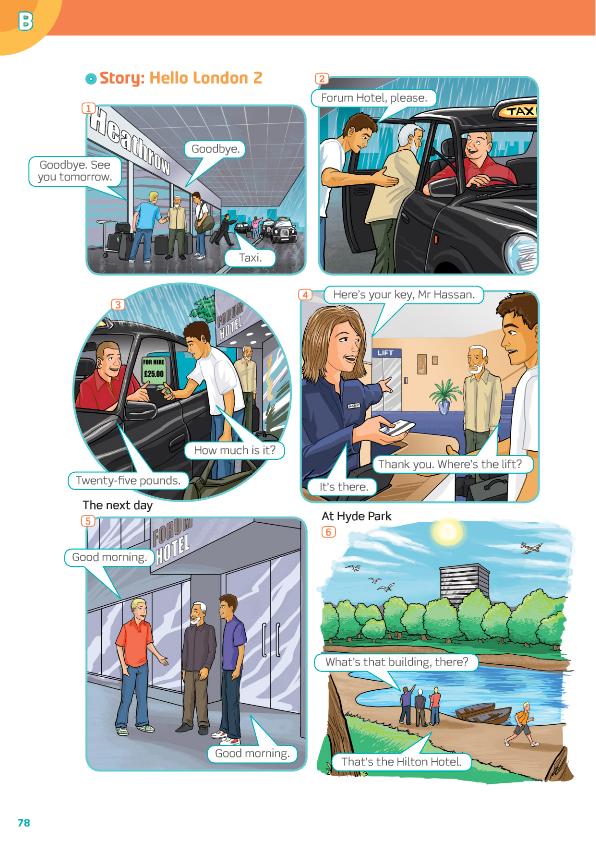 B
Story: Hello London 2
1
Heathrow
Goodbye. See
you tomorrow.
Goodbye.
Taxi.
2
Forum Hotel, please.
TAXI
3
FORUM
HOTEL
FOR HIRE
£25.00
How much is it?
Twenty-five pounds.
4
Here's your key, Mr Hassan.
LIFT
Thank you. Where's the lift?
It's there.
The next day
5
FORUM
HOTEL
Good morning.
Good morning.
At Hyde Park
6
What's that building, there?
That's the Hilton Hotel.
78